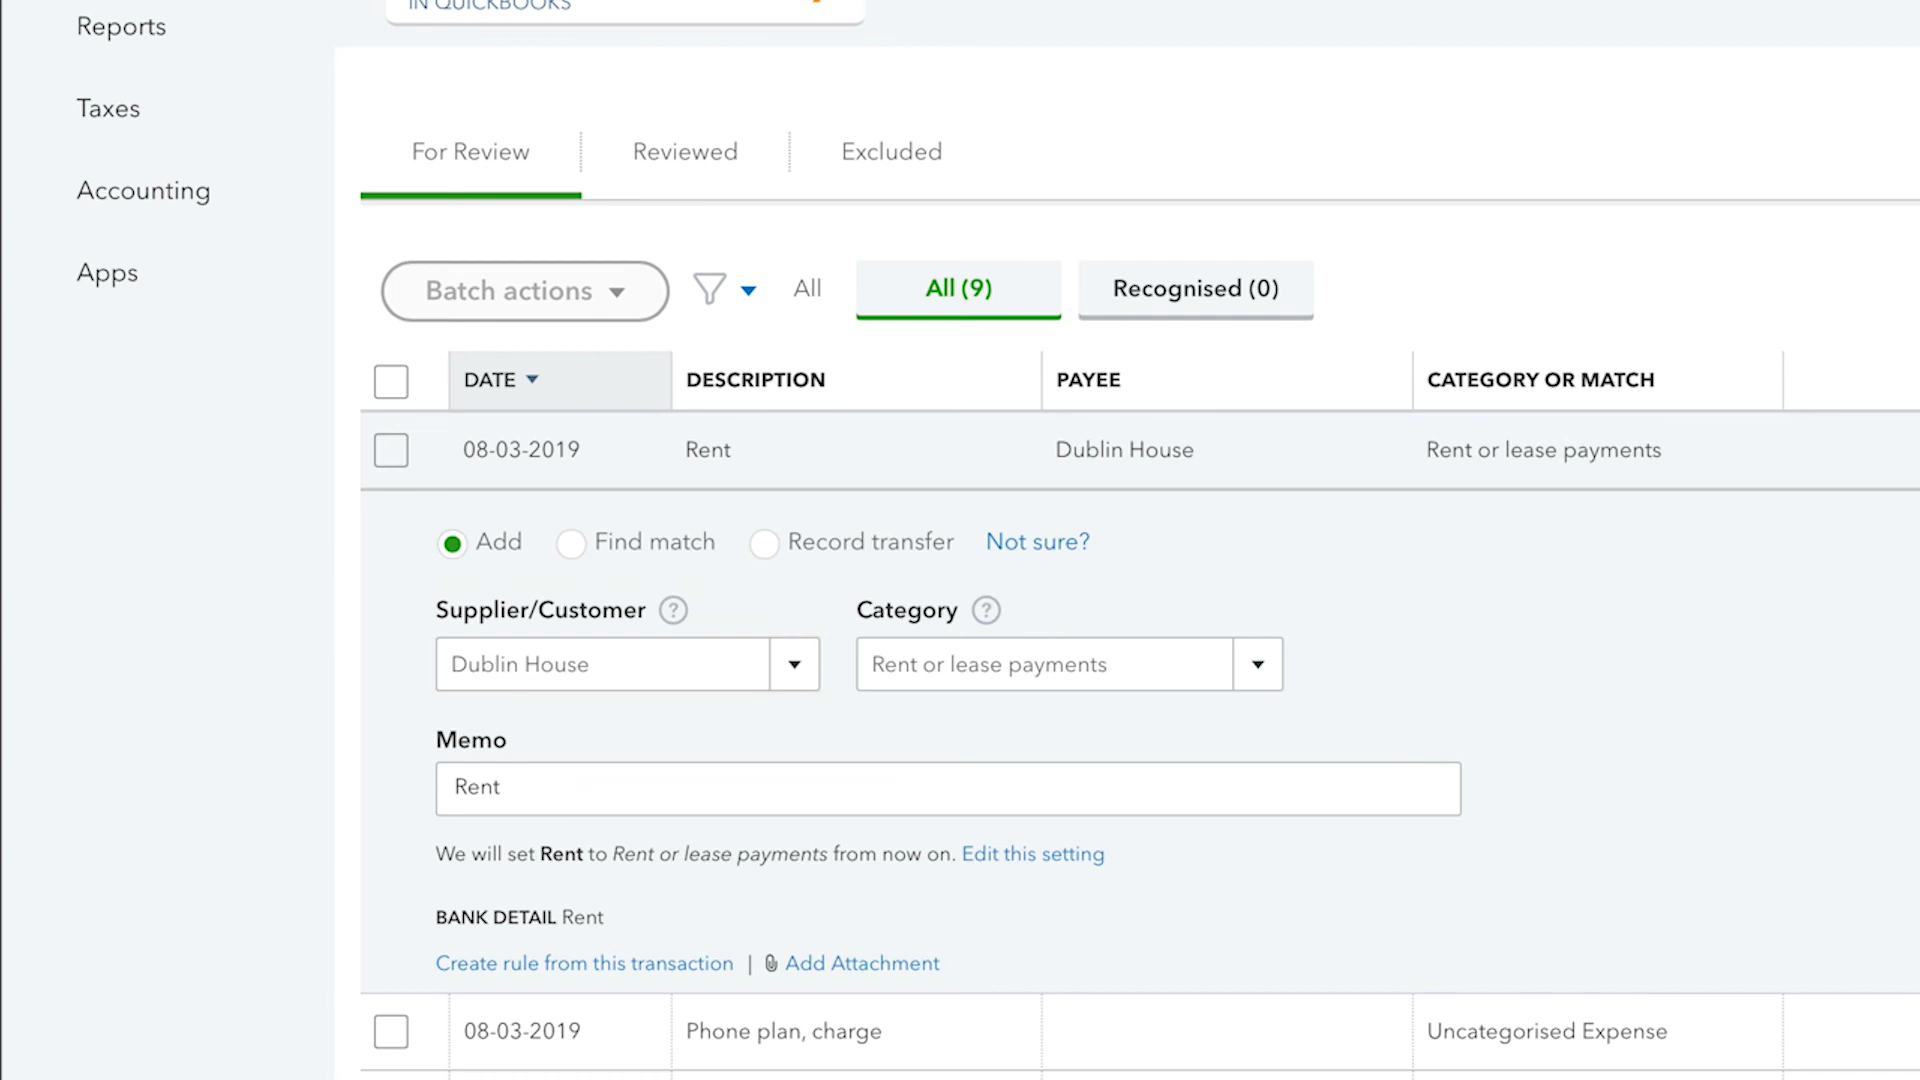 IN QUICKBOOKS
Reports
Taxes
Accounting
Apps
For Review Reviewed Excluded
Batch actions All All (9) Recognised (0)
DATE DESCRIPTION PAYEE CATEGORY OR MATCH
08-03-2019 Rent Dublin House Rent or lease payments
Add Find match Record transfer Not sure?
Supplier/Customer ? Category ?
Dublin House Rent or lease payments
Memo
Rent
We will set Rent to Rent or lease payments from now on. Edit this setting
BANK DETAIL Rent
Create rule from this transaction | Add Attachment
08-03-2019 Phone plan, charge Uncategorised Expense